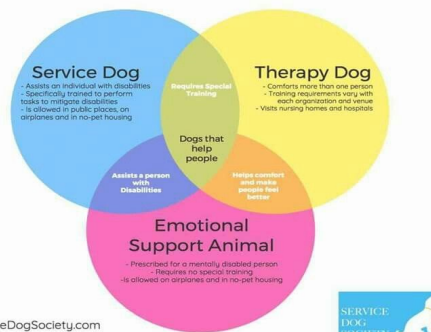 Service Dog
- Assists an individual with disabilities
- Specifically trained to perform
tasks to mitigate disabilities
- Is allowed in public places, on
airplanes and in no-pet housing
Requires Special
Training
Therapy Dog
- Comforts more than one person
- Training requirements vary with
each organization and venue
- Visits nursing homes and hospitals
Dogs that
help
people
Assists a person
with
Disabilities
Helps comfort
and make
people feel
better
Emotional
Support Animal
- Prescribed for a mentally disabled person
- Requires no special training
-Is allowed on airplanes and in no-pet housing
eDogSociety.com
SERVICE
DOG